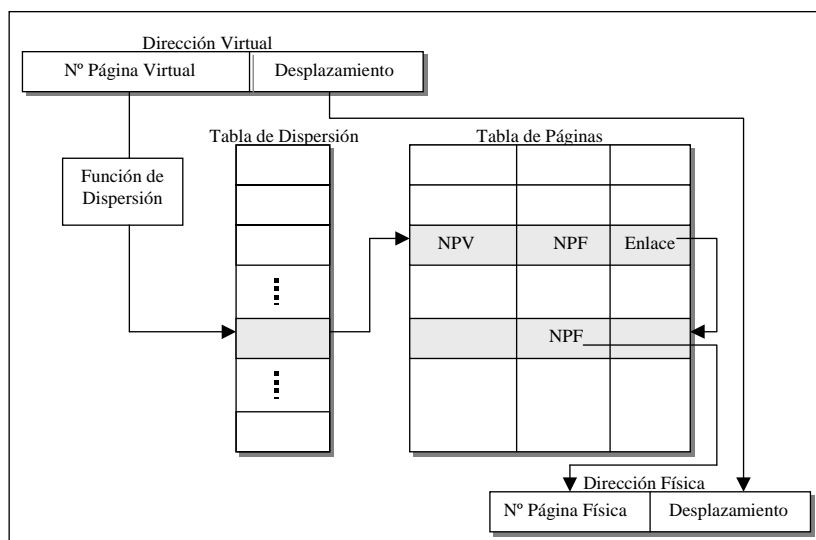 Dirección Virtual
Nº Página Virtual
Desplazamiento
Tabla de Dispersión
Tabla de Páginas
Función de
Dispersión
NPV
NPF
Enlace
NPF
Dirección Física
Nº Página Física
Desplazamiento